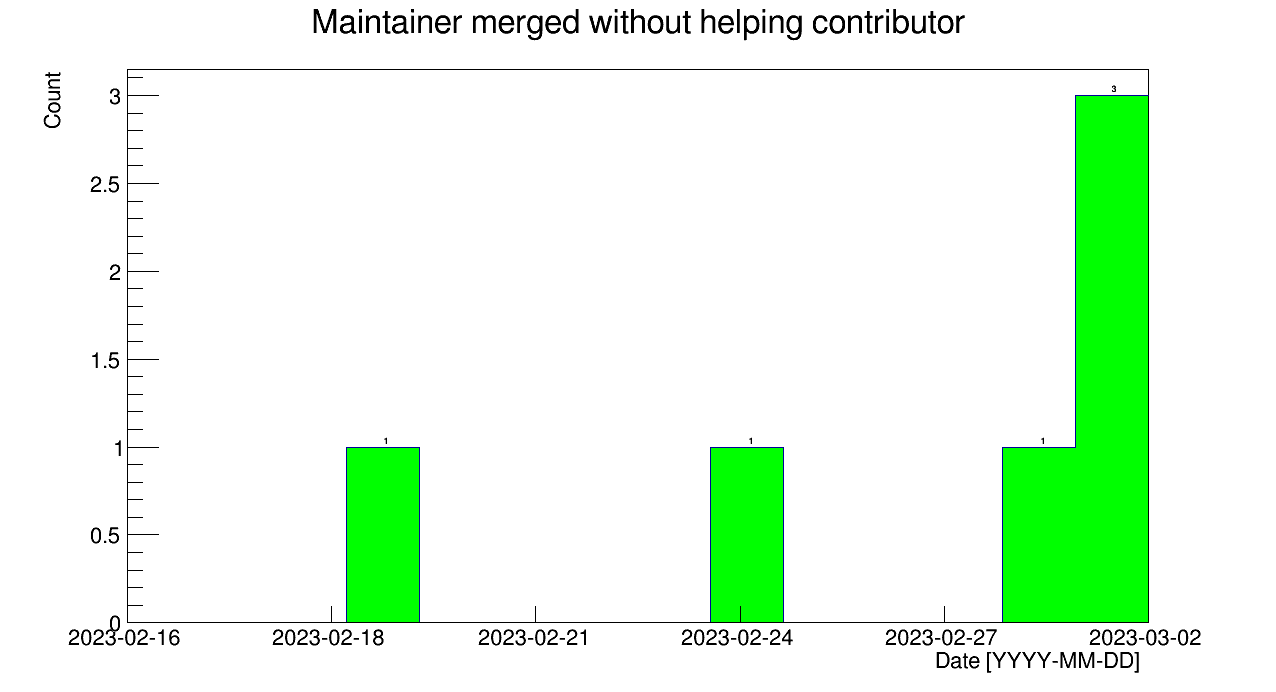 Maintainer merged without helping contributor
Count
3
2.5
2
1.5
1
0.5
0
1
1
1
3
2023-02-16 2023-02-18 2023-02-21 2023-02-24 2023-02-27 2023-03-02
Date [YYYY-MM-DD]